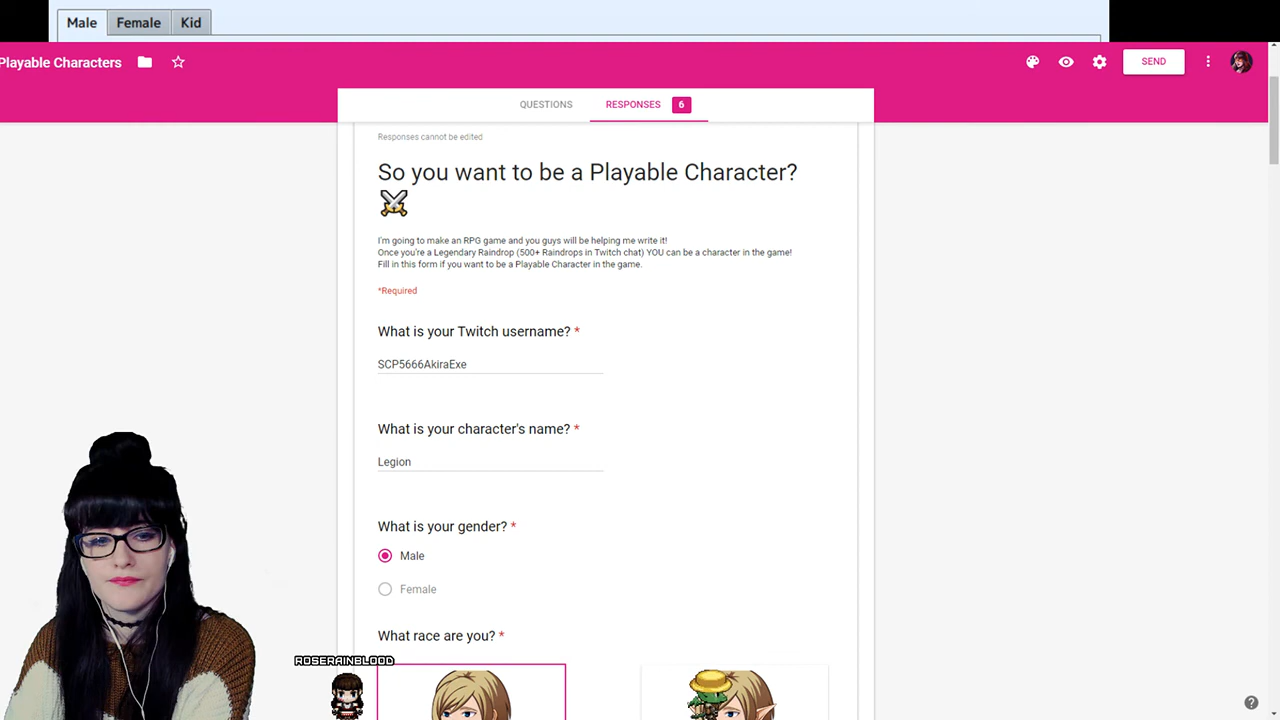 Male Female Kid
Playable Characters
SEND
QUESTIONS RESPONSES 6
Responses cannot be edited
So you want to be a Playable Character?
I'm going to make an RPG game and you guys will be helping me write it!
Once you're a Legendary Raindrop (500+ Raindrops in Twitch chat) YOU can be a character in the game!
Fill in this form if you want to be a Playable Character in the game.
*Required
What is your Twitch username? *
SCP5666AkiraExe
What is your character's name? *
Legion
What is your gender? *
Male
Female
What race are you? *
ROSERAINBLOOD